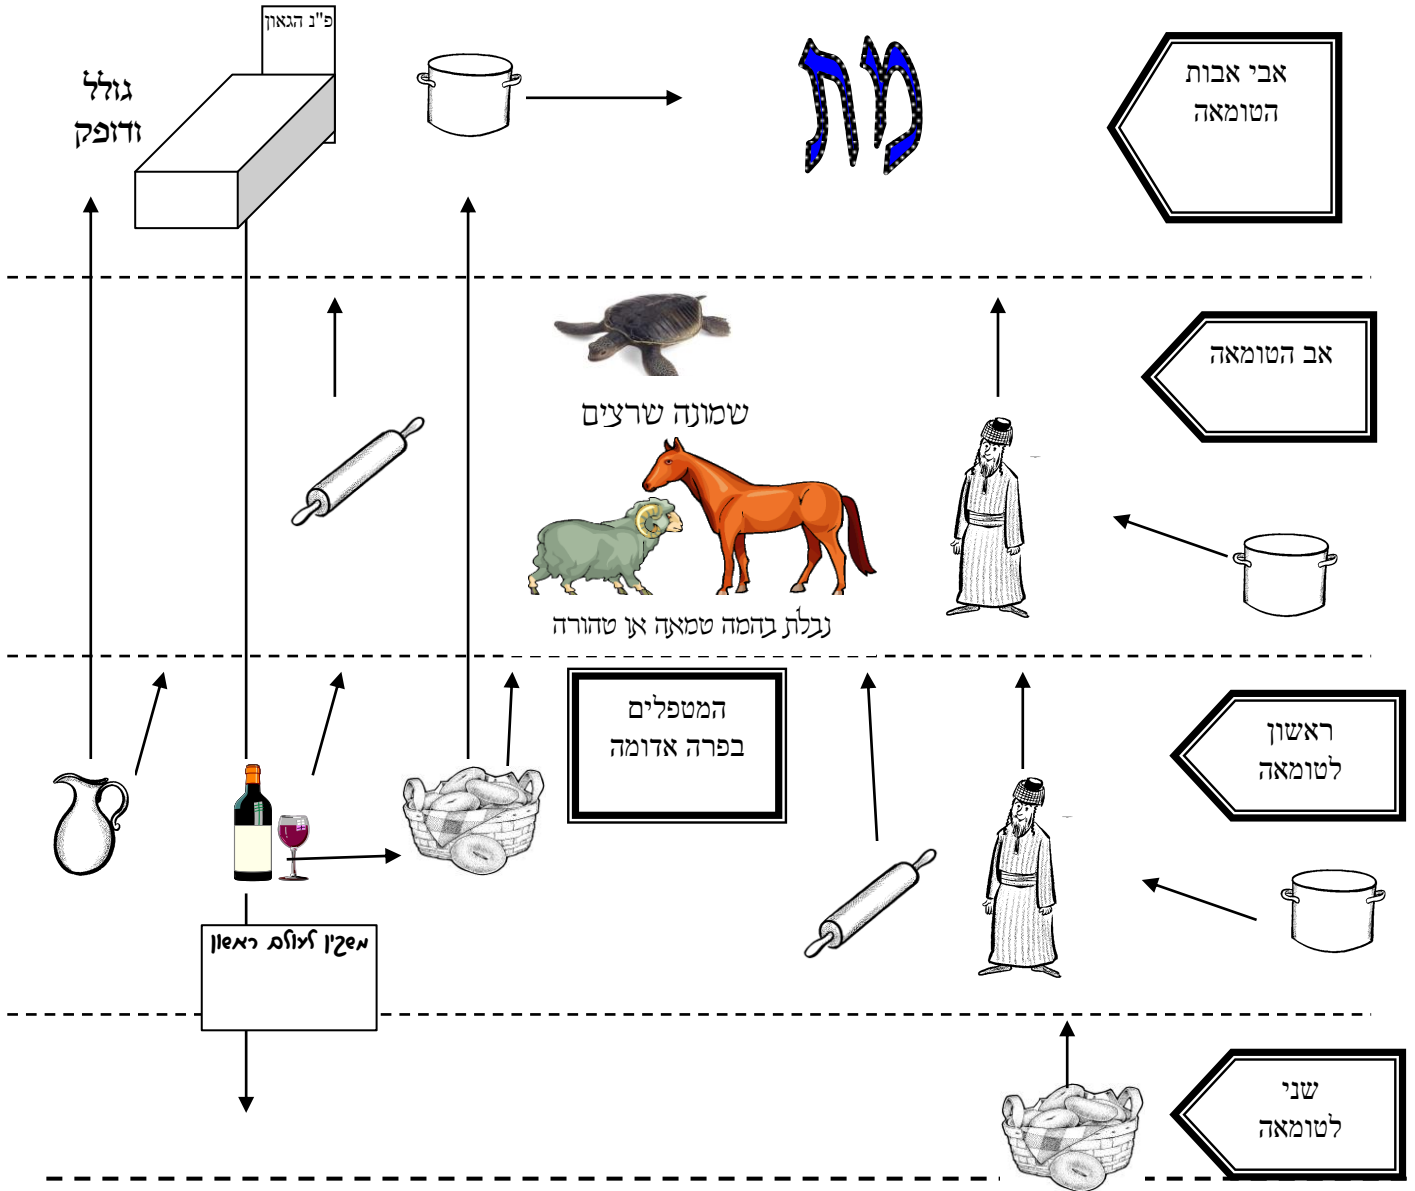 אבי אבות
הטומאה
מת
פ"נ הגאון
גולל
ודופק
אב הטומאה
שמונה שרצים
נבלת בהמה טמאה או טהורה
ראשון
לטומאה
המטפלים
בפרה אדומה
משקין לעולם ראשון
שני
לטומאה